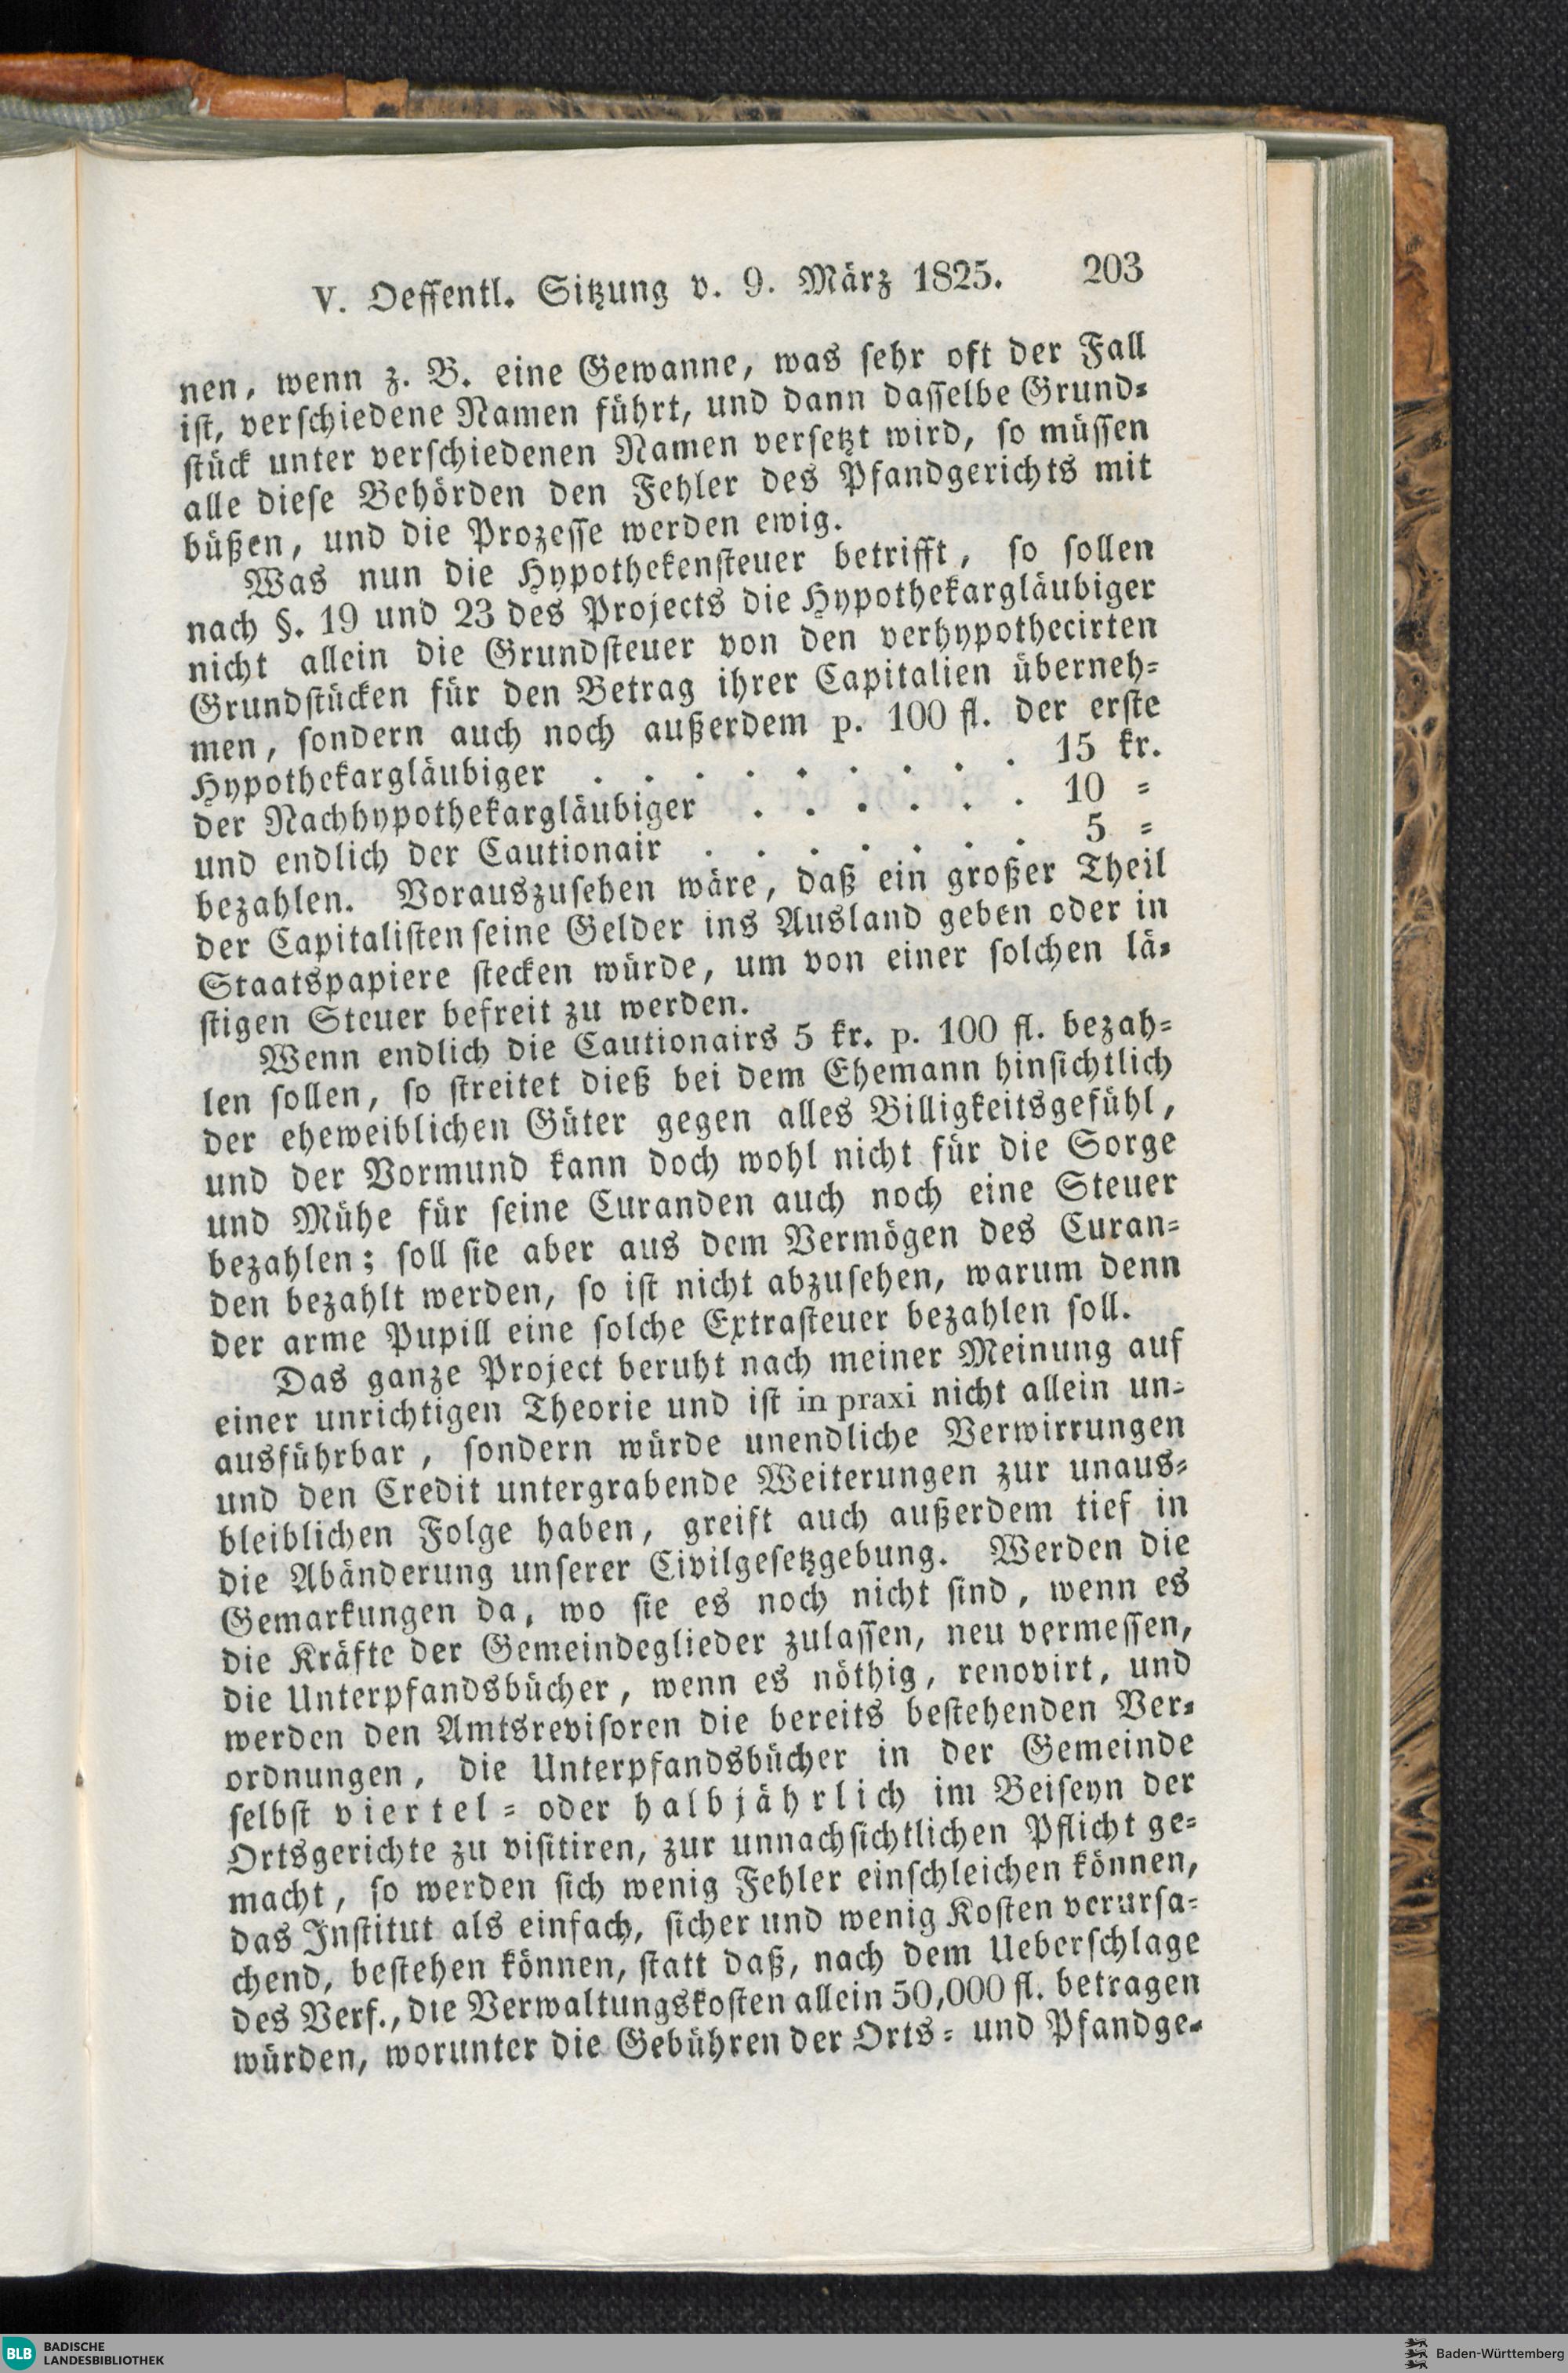 V. Oeffentl. Sitzung v. 9. März 1825. 203
nen, wenn z. B. eine Gewanne, was sehr oft der Fall
ist, verschiedene Namen führt, und dann dasselbe Grund=
stück unter verschiedenen Namen versetzt wird, so müssen
alle diese Behörden den Fehler des Pfandgerichts mit
büßen, und die Prozesse werden ewig.
Was nun die Hypothekensteuer betrifft, so sollen
nach §. 19 und 23 des Projects die Hypothekargläubiger
nicht allein die Grundsteuer von den verhypothecirten
Grundstücken für den Betrag ihrer Capitalien überneh=
men, sondern auch noch außerdem p. 100 fl. der erste
Hypothekargläubiger . . . . . . . . . 15 kr.
der Nachhypothekargläubiger . . . . . . 10 =
und endlich der Cautionair . . . . . . . 5 =
bezahlen. Vorauszusehen wäre, daß ein großer Theil
der Capitalisten seine Gelder ins Ausland geben oder in
Staatspapiere stecken würde, um von einer solchen lä=
stigen Steuer befreit zu werden.
Wenn endlich die Cautionairs 5 kr. p. 100 fl. bezah=
len sollen, so streitet dieß bei dem Ehemann hinsichtlich
der eheweiblichen Güter gegen alles Billigkeitsgefühl,
und der Vormund kann doch wohl nicht für die Sorge
und Mühe für seine Curanden auch noch eine Steuer
bezahlen; soll sie aber aus dem Vermögen des Curan=
den bezahlt werden, so ist nicht abzusehen, warum denn
der arme Pupill eine solche Extrasteuer bezahlen soll.
Das ganze Project beruht nach meiner Meinung auf
einer unrichtigen Theorie und ist in praxi nicht allein un=
ausführbar, sondern würde unendliche Verwirrungen
und den Credit untergrabende Weiterungen zur unaus=
bleiblichen Folge haben, greift auch außerdem tief in
die Abänderung unserer Civilgesetzgebung. Werden die
Gemarkungen da, wo sie es noch nicht sind, wenn es
die Kräfte der Gemeindeglieder zulassen, neu vermessen,
die Unterpfandsbücher, wenn es nöthig, renovirt, und
werden den Amtsrevisoren die bereits bestehenden Ver=
ordnungen, die Unterpfandsbücher in der Gemeinde
selbst viertel= oder halbjährlich im Beiseyn der
Ortsgerichte zu visitiren, zur unnachsichtlichen Pflicht ge=
macht, so werden sich wenig Fehler einschleichen können,
das Institut als einfach, sicher und wenig Kosten verursa=
chend, bestehen können, statt daß, nach dem Ueberschlage
des Verf., die Verwaltungskosten allein 50,000 fl. betragen
würden, worunter die Gebühren der Orts= und Pfandge=
BLB BADISCHE
LANDESBIBLIOTHEK
Baden-Württemberg